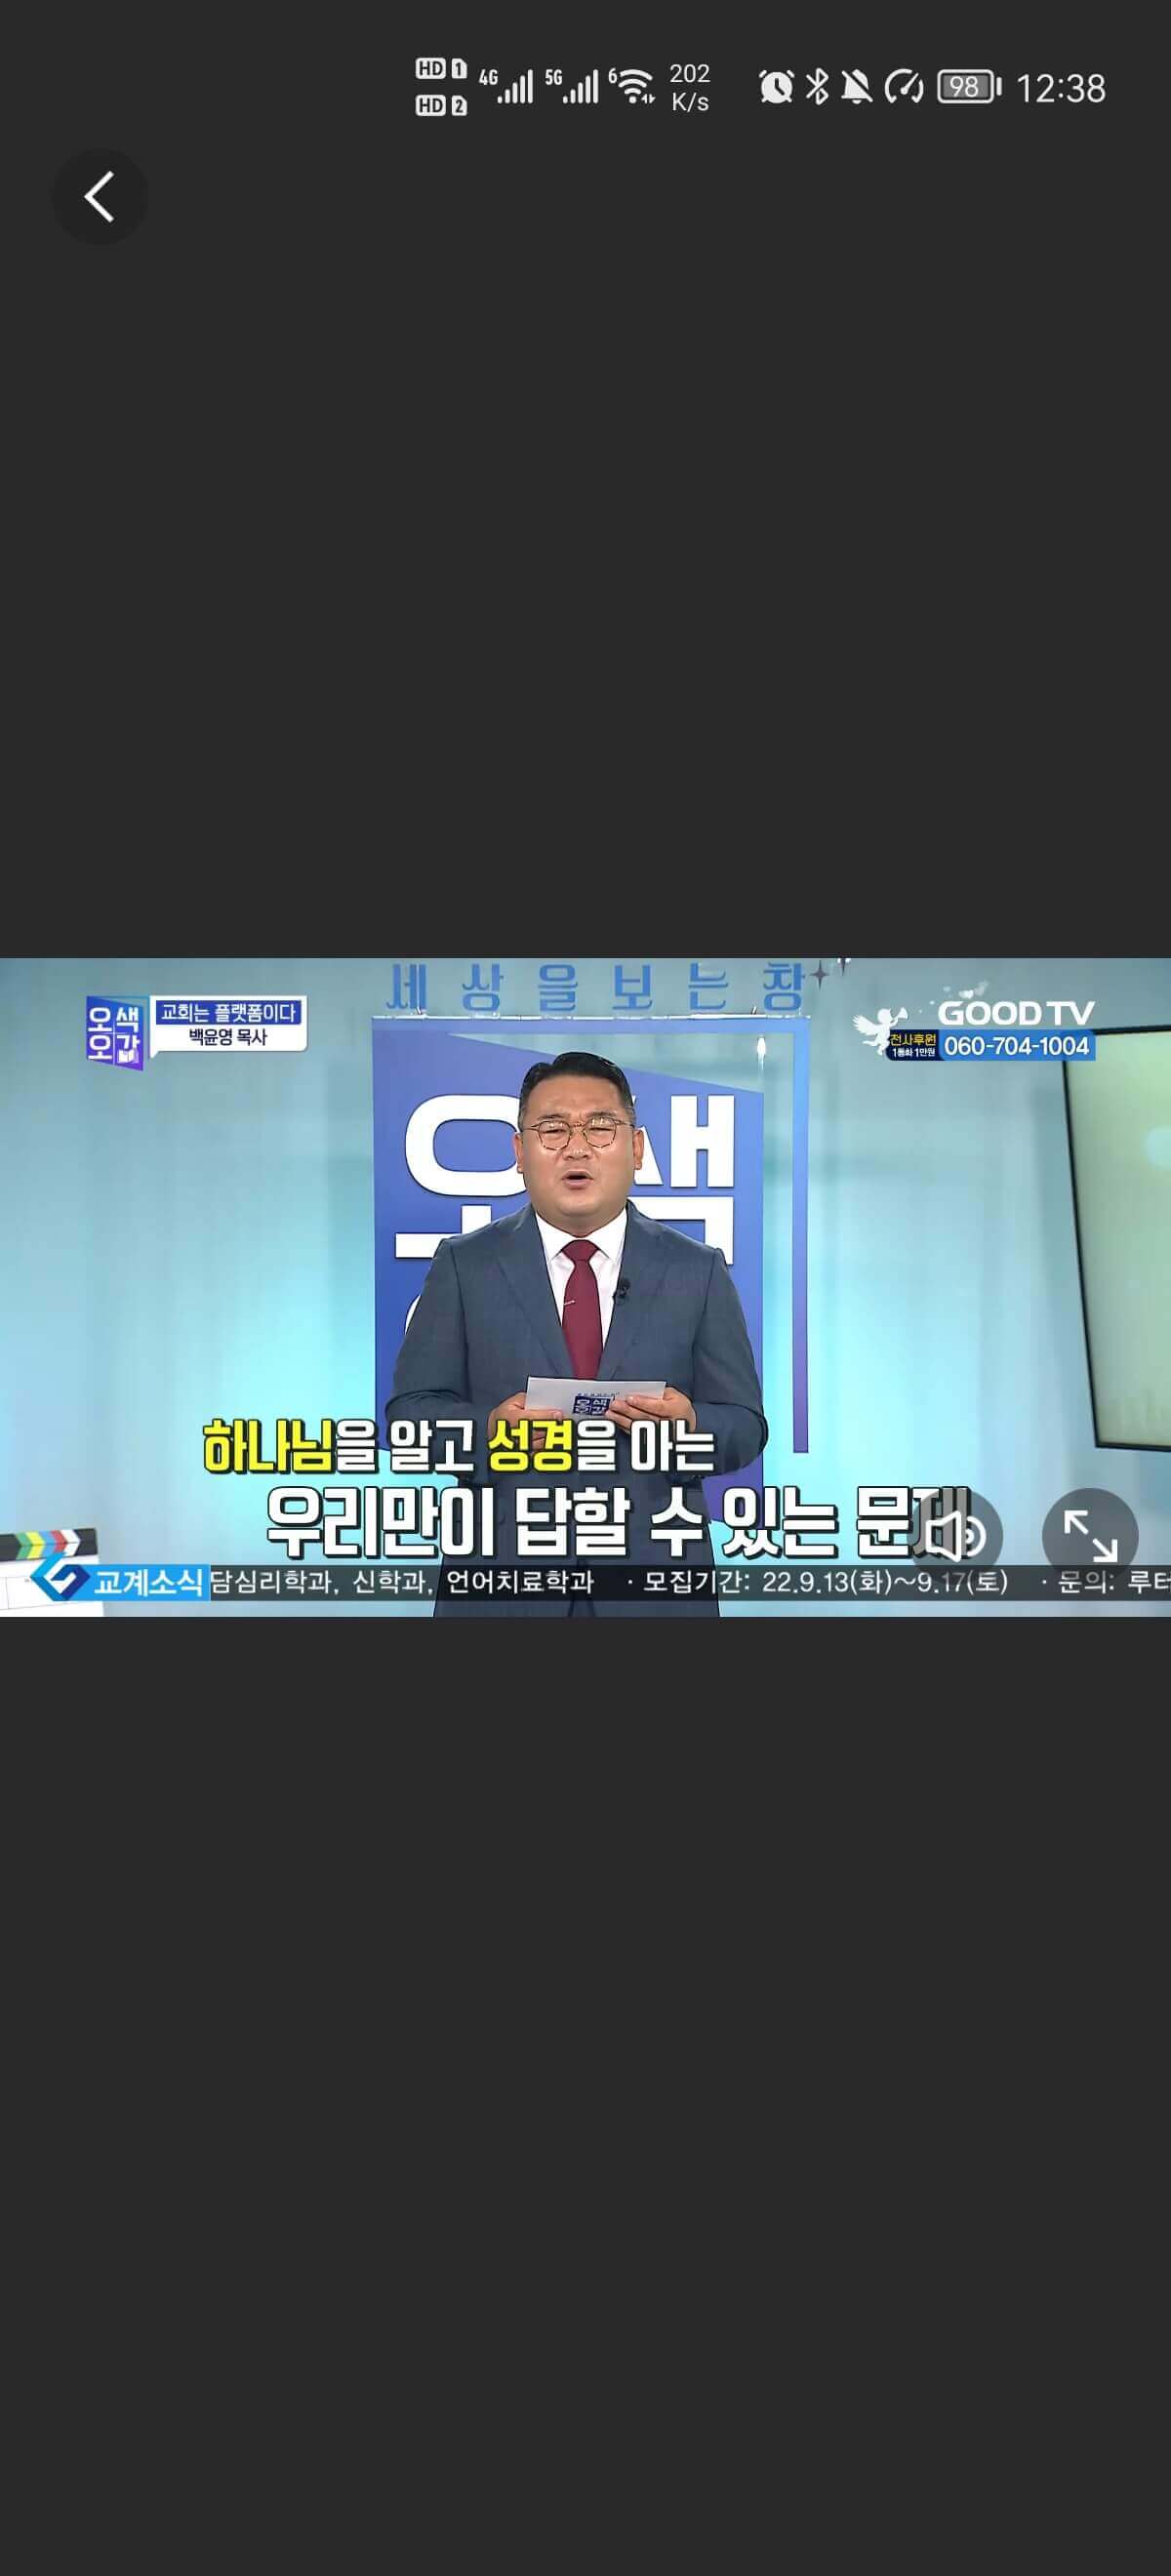 HD 1
HD 2
4G
5G
6
202
K/s
98
12:38
세상을보는창
오색
오감
교회는 플랫폼이다
백윤영 목사
GOOD TV
천사후원
1통화 1만원
060-704-1004
하나님을 알고 성경을 아는
우리만이 답할 수 있는 문제
교계소식
담심리학과, 신학과, 언어치료학과 · 모집기간: 22.9.13(화)~9.17(토) · 문의: 루터